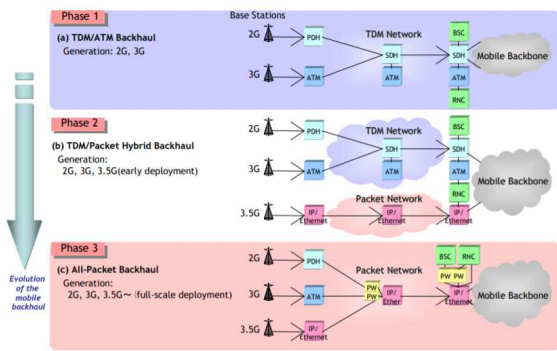 Phase 1
(a) TDM/ATM Backhaul
Generation: 2G, 3G
Base Stations
2G
PDH
3G
ATM
TDM Network
SDH
ATM
BSC
SDH
ATM
RNC
Mobile Backbone
Phase 2
(b) TDM/Packet Hybrid Backhaul
Generation:
2G, 3G, 3.5G(early deployment)
2G
PDH
3G
ATM
3.5G
IP/
Ethernet
TDM Network
SDH
ATM
Packet Network
IP/
Ethernet
BSC
SDH
ATM
RNC
IP/
Ethernet
Mobile Backbone
Phase 3
(c) All-Packet Backhaul
Generation:
2G, 3G, 3.5G～ (full-scale deployment)
2G
PDH
3G
ATM
3.5G
IP/
Ethernet
Packet Network
PW
PW
IP/
Ether
BSC
RNC
PW PW
IP/
Ethernet
Mobile Backbone
Evolution
of the
mobile
backhaul